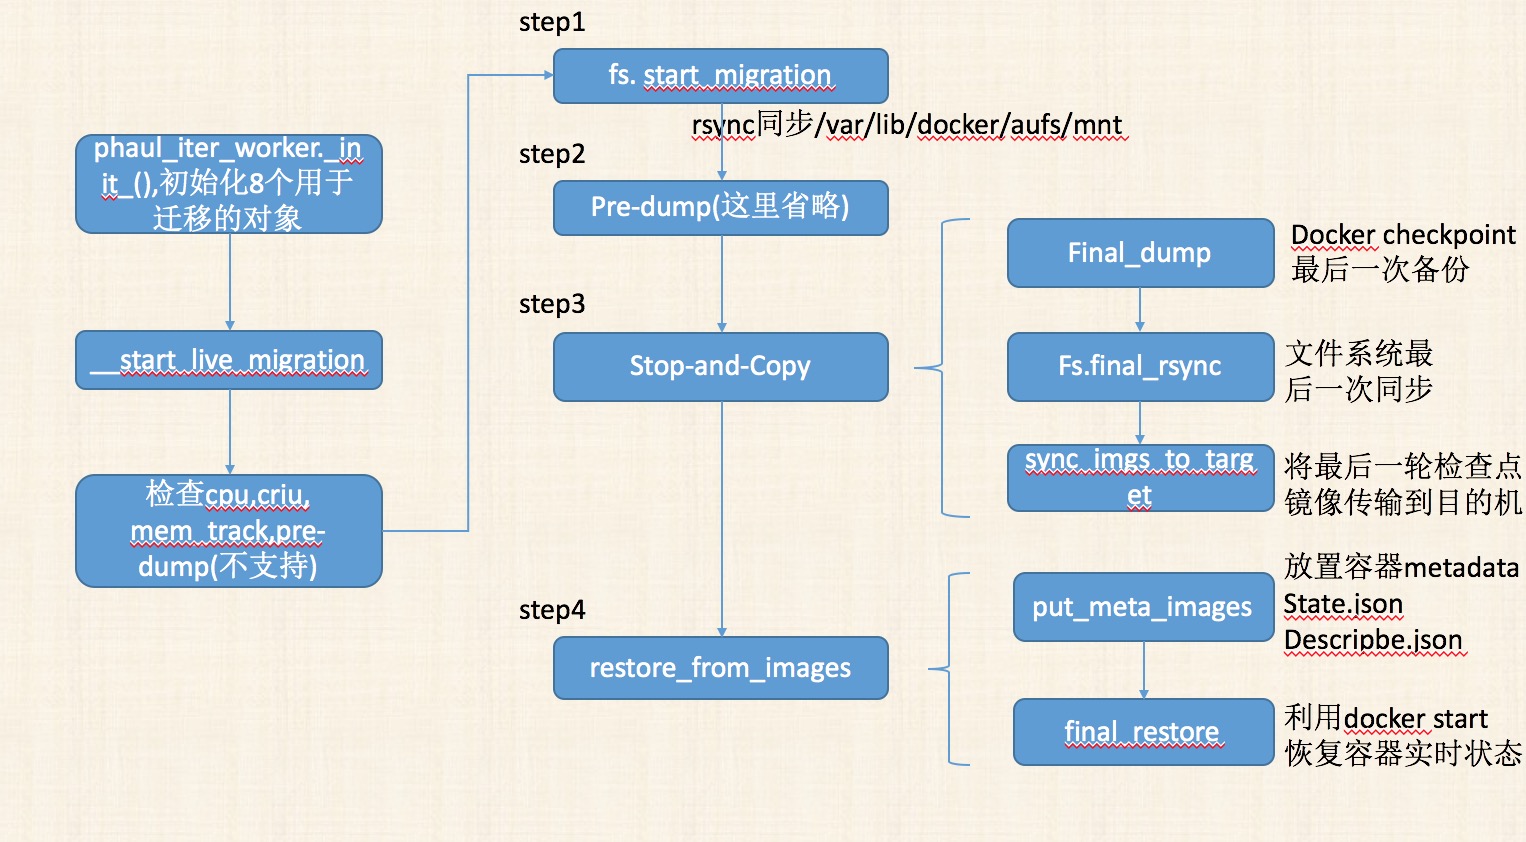 phaul_iter_worker._in
it_(),初始化8个用于
迁移的对象
__start_live_migration
检查cpu,criu,
mem_track,pre-
dump(不支持)
step1
fs. start_migration
rsync同步/var/lib/docker/aufs/mnt
step2
Pre-dump(这里省略)
step3
Stop-and-Copy
step4
restore_from_images
Final_dump
Docker checkpoint
最后一次备份
Fs.final_rsync
文件系统最
后一次同步
sync_imgs_to_targ
et
将最后一轮检查点
镜像传输到目的机
put_meta_images
放置容器metadata
State.json
Descripbe.json
final_restore
利用docker start
恢复容器实时状态